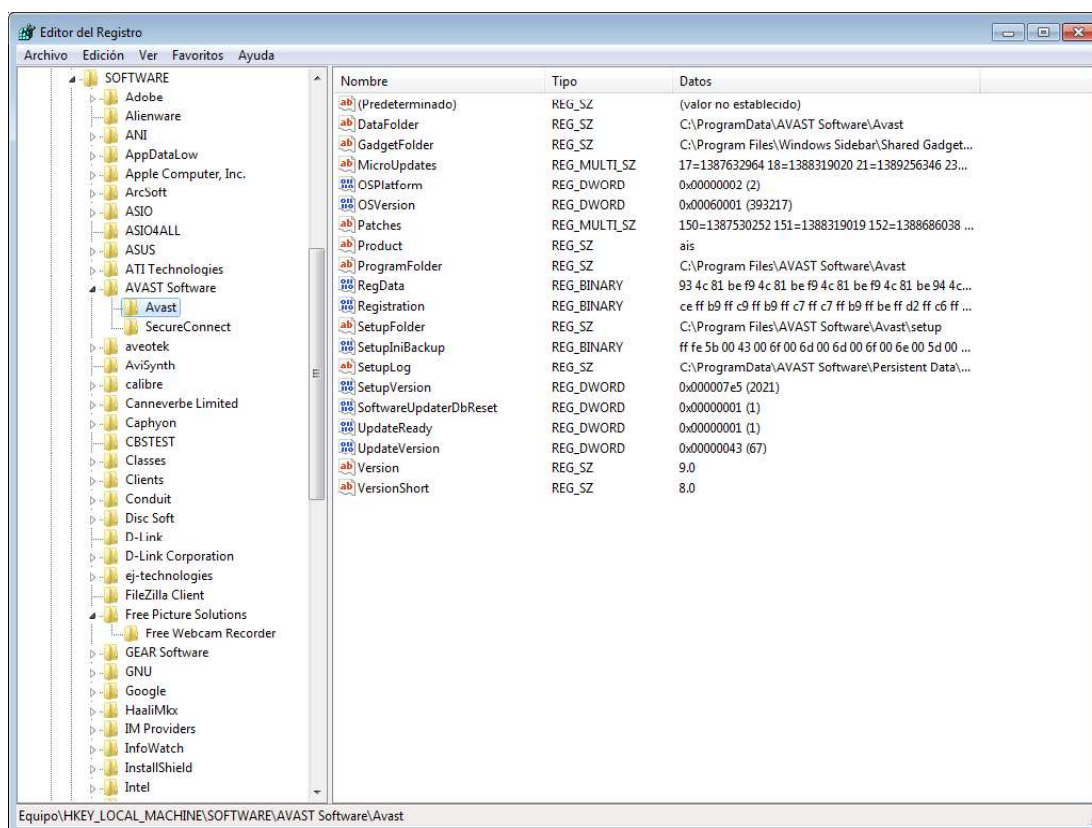 Editor del Registro
Archivo Edición Ver Favoritos Ayuda
SOFTWARE
Adobe
Alienware
ANI
AppDataLow
Apple Computer, Inc.
ArcSoft
ASIO
ASIO4ALL
ASUS
ATI Technologies
AVAST Software
Avast
SecureConnect
aveotek
AviSynth
calibre
Canneverbe Limited
Caphyon
CBSTEST
Classes
Clients
Conduit
Disc Soft
D-Link
D-Link Corporation
ej-technologies
FileZilla Client
Free Picture Solutions
Free Webcam Recorder
GEAR Software
GNU
Google
HaaliMkx
IM Providers
InfoWatch
InstallShield
Intel
Nombre Tipo Datos
(Predeterminado) REG_SZ (valor no establecido)
DataFolder REG_SZ C:\ProgramData\AVAST Software\Avast
GadgetFolder REG_SZ C:\Program Files\Windows Sidebar\Shared Gadget...
MicroUpdates REG_MULTI_SZ 17=1387632964 18=1388319020 21=1389256346 23...
OSPlatform REG_DWORD 0x00000002 (2)
OSVersion REG_DWORD 0x00060001 (393217)
Patches REG_MULTI_SZ 150=1387530252 151=1388319019 152=1388686038 ...
Product REG_SZ ais
ProgramFolder REG_SZ C:\Program Files\AVAST Software\Avast
RegData REG_BINARY 93 4c 81 be f9 4c 81 be f9 4c 81 be f9 4c 81 be 94 4c...
Registration REG_BINARY ce ff b9 ff c9 ff b9 ff c7 ff c7 ff b9 ff be ff d2 ff c6 ff ...
SetupFolder REG_SZ C:\Program Files\AVAST Software\Avast\setup
SetupIniBackup REG_BINARY ff fe 5b 00 43 00 6f 00 6d 00 6d 00 6f 00 6e 00 5d 00 ...
SetupLog REG_SZ C:\ProgramData\AVAST Software\Persistent Data\...
SetupVersion REG_DWORD 0x000007e5 (2021)
SoftwareUpdaterDbReset REG_DWORD 0x00000001 (1)
UpdateReady REG_DWORD 0x00000001 (1)
UpdateVersion REG_DWORD 0x00000043 (67)
Version REG_SZ 9.0
VersionShort REG_SZ 8.0
Equipo\HKEY_LOCAL_MACHINE\SOFTWARE\AVAST Software\Avast